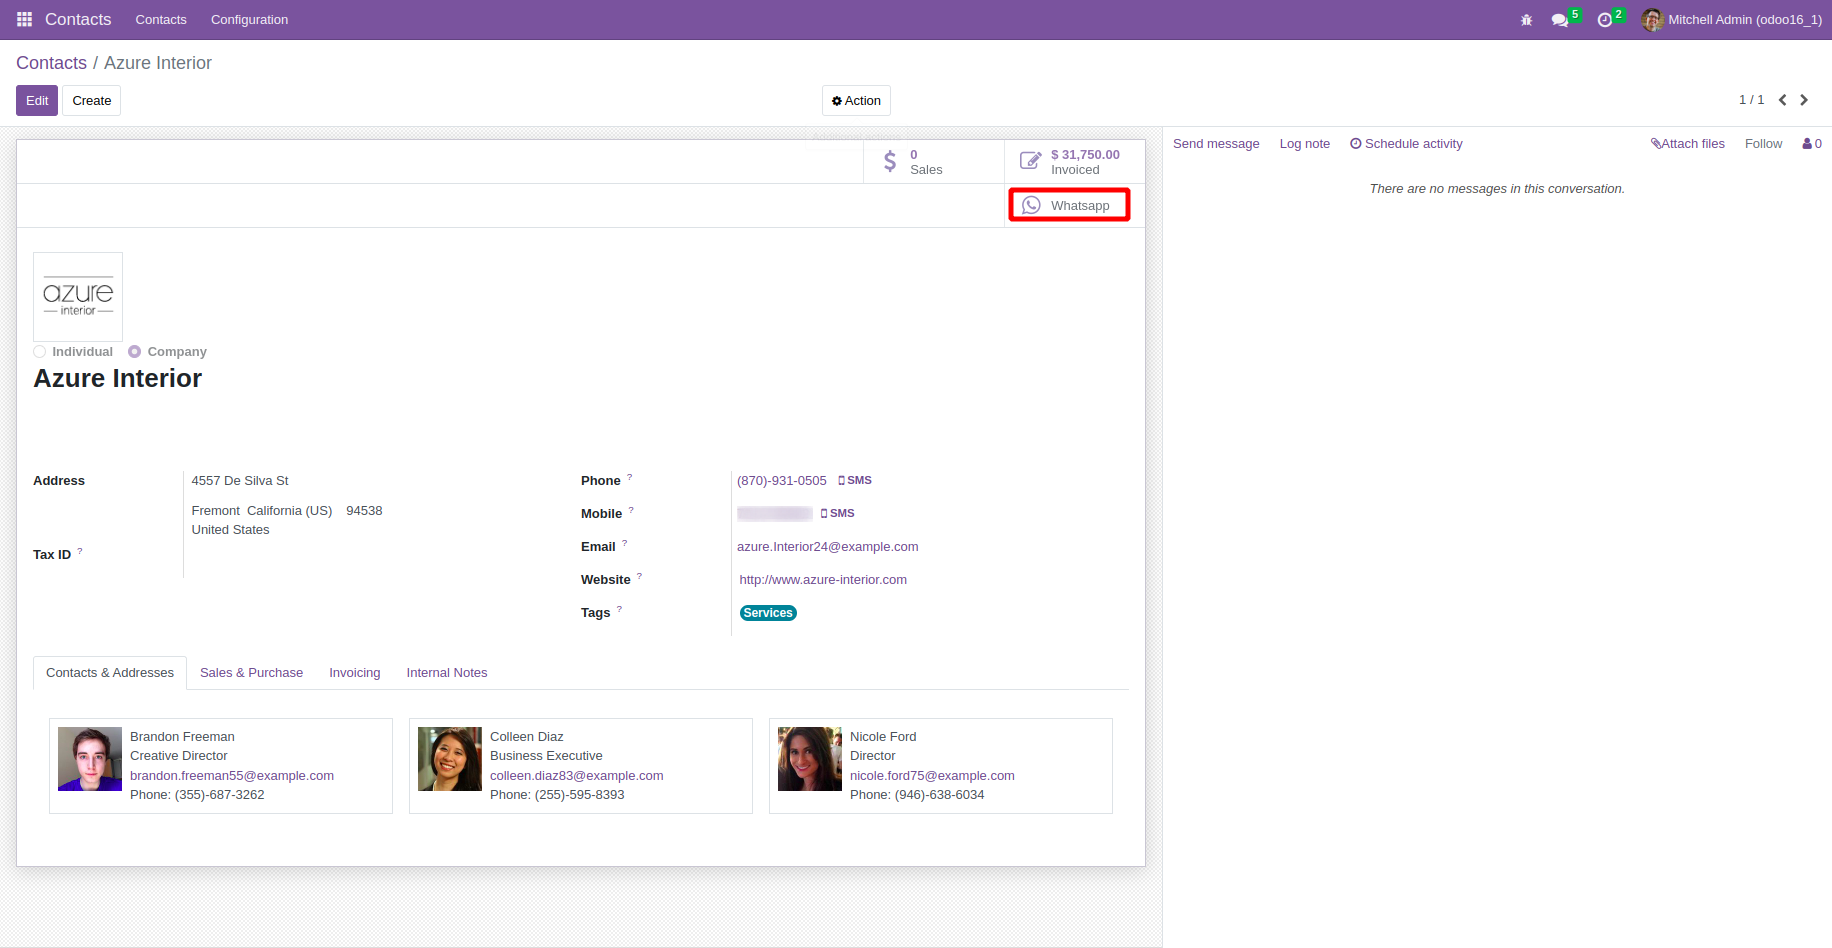 Contacts Contacts Configuration 5 2 Mitchell Admin (odoo16_1)
Contacts / Azure Interior
Edit Create Action 1 / 1
Additional actions
Send message Log note Schedule activity Attach files Follow 0
There are no messages in this conversation.
0
Sales
$ 31,750.00
Invoiced
Whatsapp
azure
interior
Individual Company
Azure Interior
Address
4557 De Silva St
Fremont California (US) 94538
United States
Tax ID ?
Phone ? (870)-931-0505 SMS
Mobile ? SMS
Email ? azure.Interior24@example.com
Website ? http://www.azure-interior.com
Tags ? Services
Contacts & Addresses Sales & Purchase Invoicing Internal Notes
Brandon Freeman
Creative Director
brandon.freeman55@example.com
Phone: (355)-687-3262
Colleen Diaz
Business Executive
colleen.diaz83@example.com
Phone: (255)-595-8393
Nicole Ford
Director
nicole.ford75@example.com
Phone: (946)-638-6034